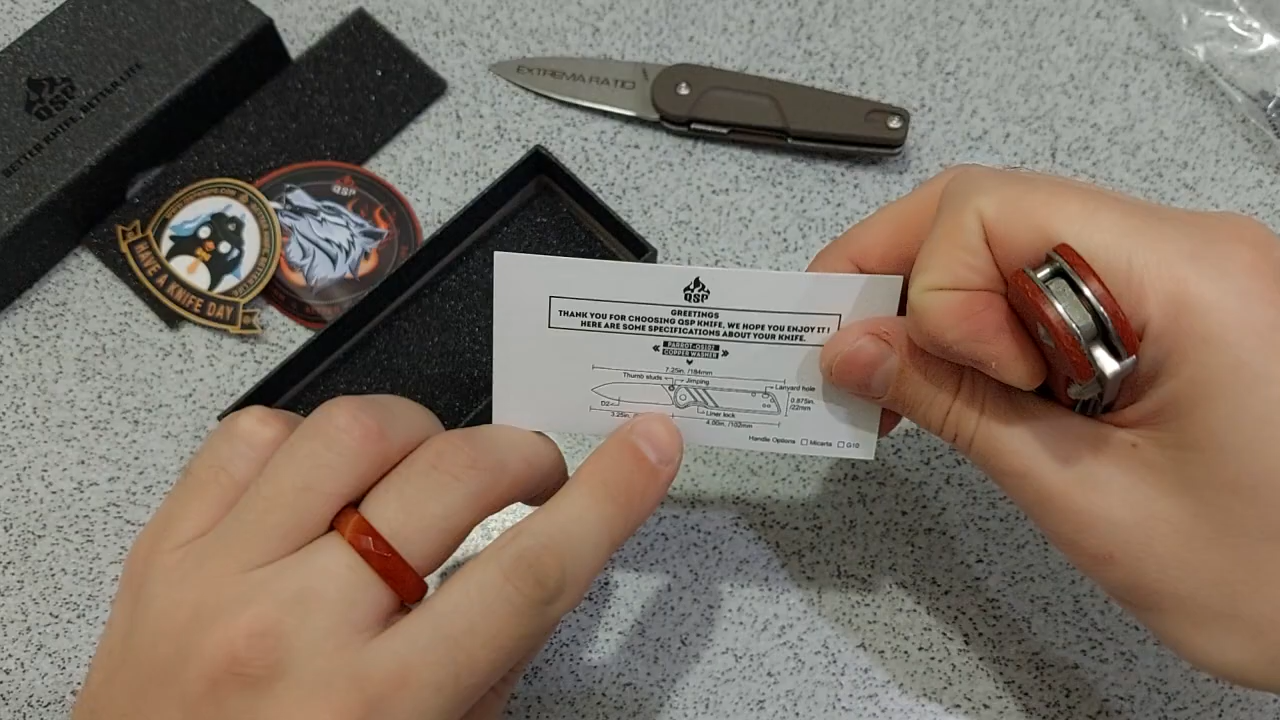 QSP
BETTER KNIFE, BETTER LIFE
EXTREMA RATIO
QSP
HAVE A KNIFE DAY
QSP
GREETINGS
THANK YOU FOR CHOOSING QSP KNIFE, WE HOPE YOU ENJOY IT !
HERE ARE SOME SPECIFICATIONS ABOUT YOUR KNIFE.
PARROT-QS102
COPPER WASHER
7.25in. /184mm
Thumb studs
Jimping
Lanyard hole
0.875in.
/22mm
D2
Liner lock
3.25in.
4.00in. /102mm
Handle Options □ Micarta □ G10